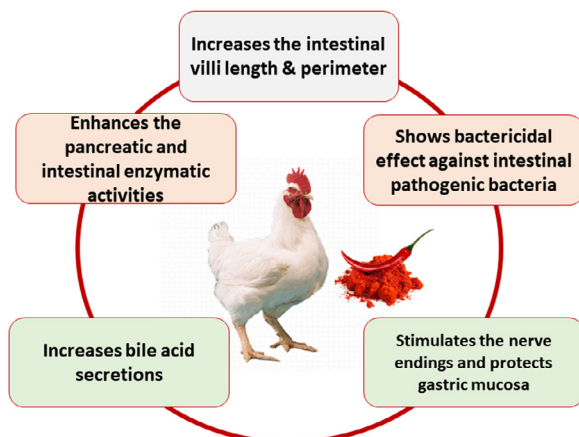 Increases the intestinal
villi length & perimeter
Enhances the
pancreatic and
intestinal enzymatic
activities
Shows bactericidal
effect against intestinal
pathogenic bacteria
Increases bile acid
secretions
Stimulates the nerve
endings and protects
gastric mucosa